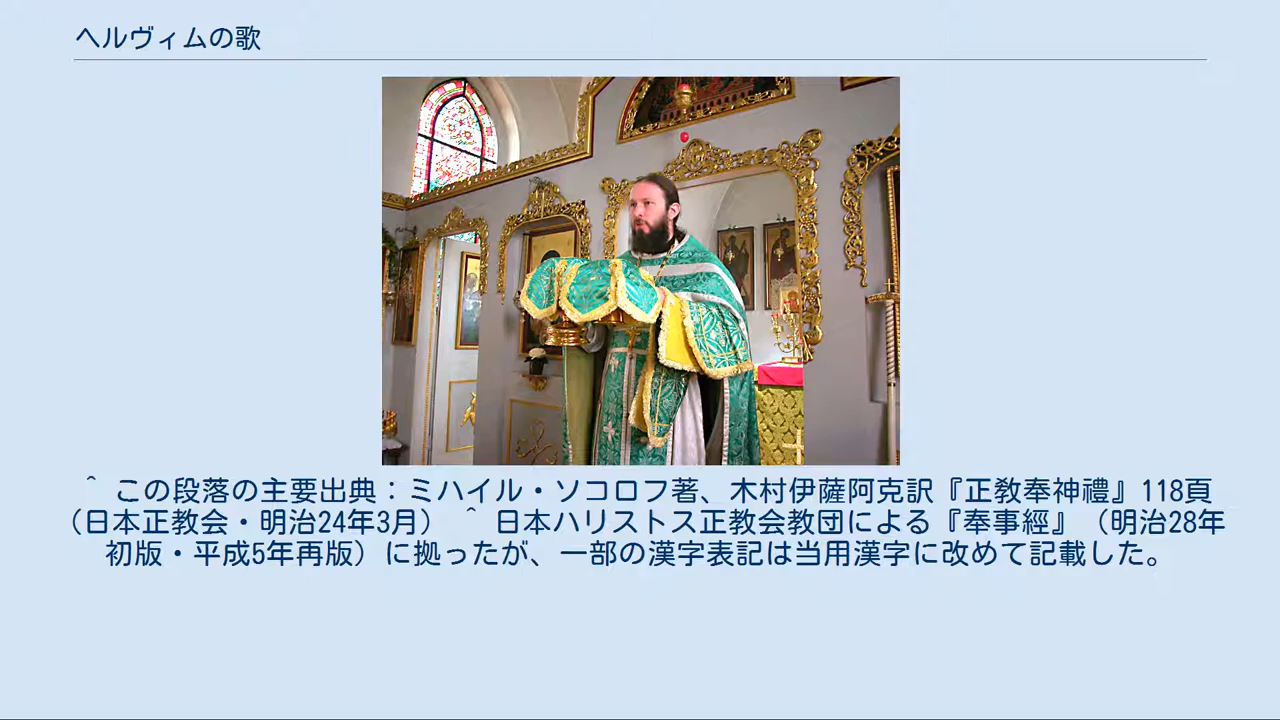 ヘルヴィムの歌
^ この段落の主要出典：ミハイル・ソコロフ著、木村伊薩阿克訳『正教奉神禮』118頁
（日本正教会・明治24年3月） ^ 日本ハリストス正教会教団による『奉事經』（明治28年
初版・平成5年再版）に拠ったが、一部の漢字表記は当用漢字に改めて記載した。